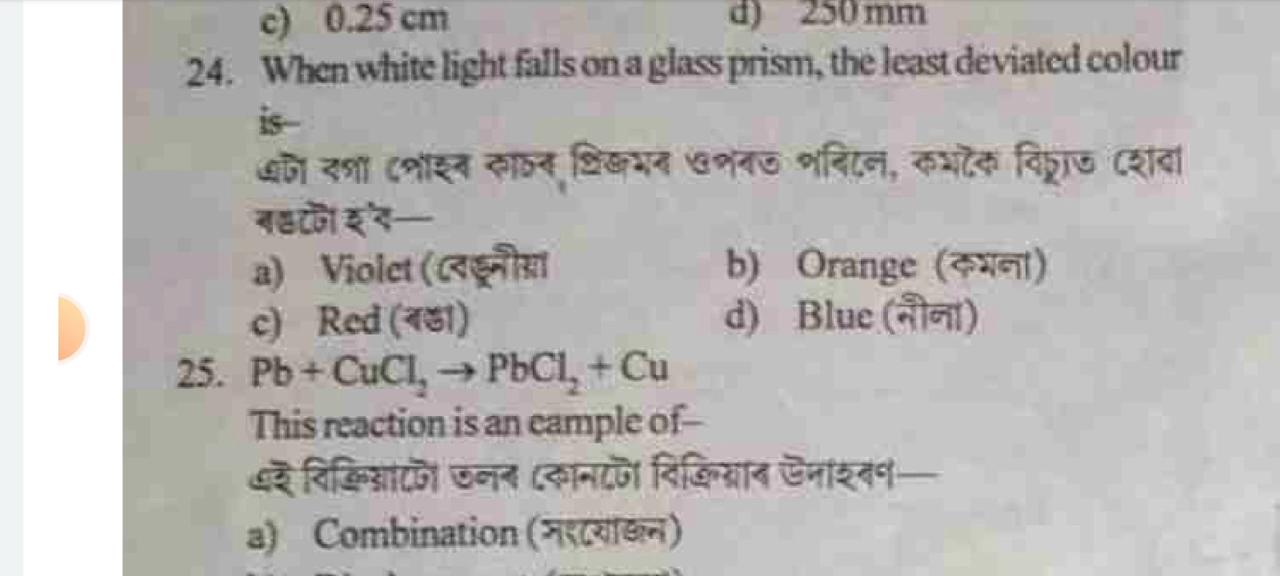 c) 0.25 cm d) 250 mm
24. When white light falls on a glass prism, the least deviated colour
is–
এটা বগা পোহৰ কাচৰ প্ৰিজমৰ ওপৰত পৰিলে, কমকৈ বিচ্যুত হোৱা
ৰঙটো হ'ব—
a) Violet (বেঙুনীয়া b) Orange (কমলা)
c) Red (ৰঙা) d) Blue (নীলা)
25. Pb + CuCl₂ → PbCl₂ + Cu
This reaction is an eample of–
এই বিক্ৰিয়াটো তলৰ কোনটো বিক্ৰিয়াৰ উদাহৰণ—
a) Combination (সংযোজন)